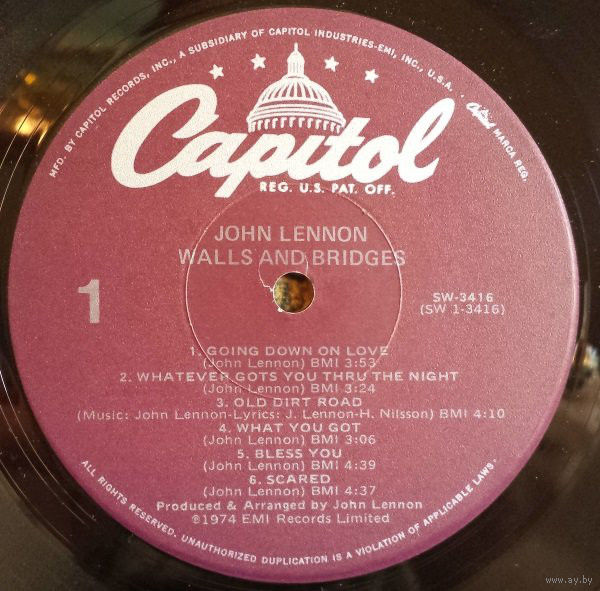 MFD. BY CAPITOL RECORDS, INC., A SUBSIDIARY OF CAPITOL INDUSTRIES-EMI, INC., U.S.A. . Capitol MARCA REG.
Capitol
REG. U.S. PAT. OFF.
JOHN LENNON
WALLS AND BRIDGES
1
SW-3416
(SW 1-3416)
1. GOING DOWN ON LOVE
(John Lennon) BMI 3:53
2. WHATEVER GOTS YOU THRU THE NIGHT
(John Lennon) BMI 3:24
3. OLD DIRT ROAD
(Music: John Lennon-Lyrics: J. Lennon-H. Nilsson) BMI 4:10
4. WHAT YOU GOT
(John Lennon) BMI 3:06
5. BLESS YOU
(John Lennon) BMI 4:39
6. SCARED
(John Lennon) BMI 4:37
Produced & Arranged by John Lennon
℗1974 EMI Records Limited
ALL RIGHTS RESERVED. UNAUTHORIZED DUPLICATION IS A VIOLATION OF APPLICABLE LAWS.
www.ay.by